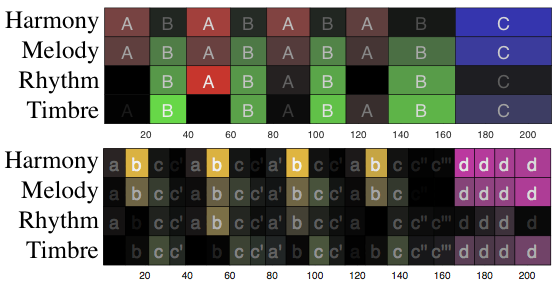 Harmony A B A B A B A B C
Melody A B A B A B A B C
Rhythm B A B B B B C
Timbre A B B A B A B C
20 40 60 80 100 120 140 160 180 200
Harmony a b c c' a b c c' a' b c c' a b c c'' c''' d d d d
Melody a b c c' a b c c' a' b c c' a b c d d d d
Rhythm a b c c' a b c c' a' b c c' a b c c'' c''' d d d d
Timbre b c c' b c c' a' b c c' a c c'' c''' d d d d
20 40 60 80 100 120 140 160 180 200